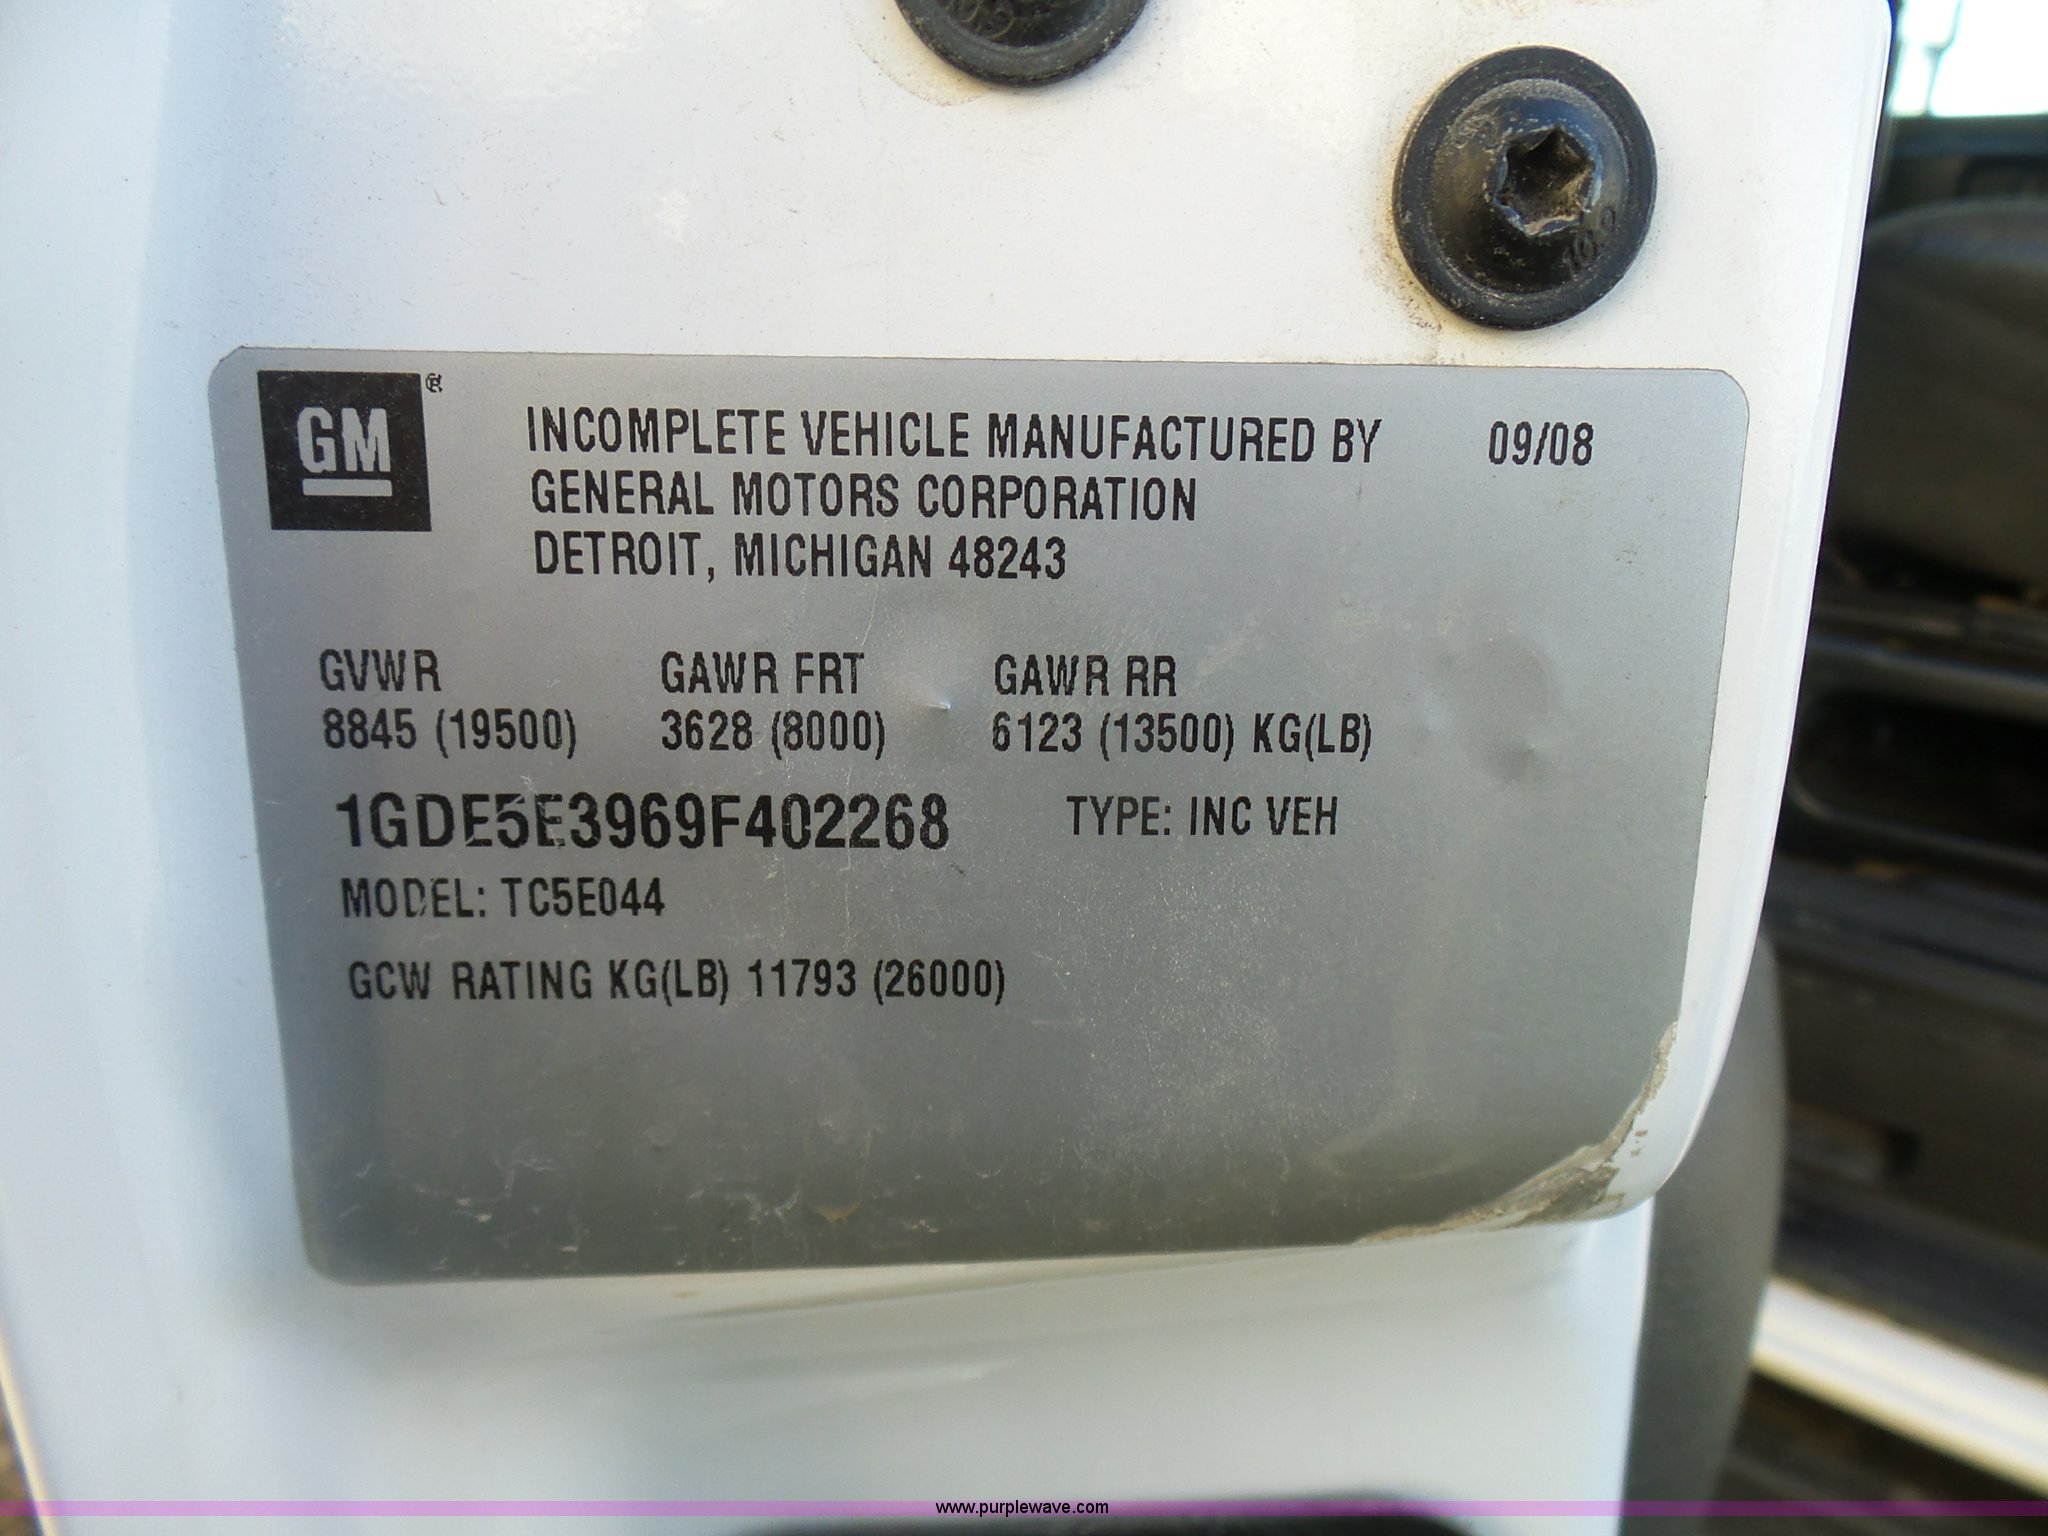 10.9
GM®
INCOMPLETE VEHICLE MANUFACTURED BY 09/08
GENERAL MOTORS CORPORATION
DETROIT, MICHIGAN 48243
GVWR GAWR FRT GAWR RR
8845 (19500) 3628 (8000) 6123 (13500) KG(LB)
1GDE5E3969F402268 TYPE: INC VEH
MODEL: TC5E044
GCW RATING KG(LB) 11793 (26000)
www.purplewave.com